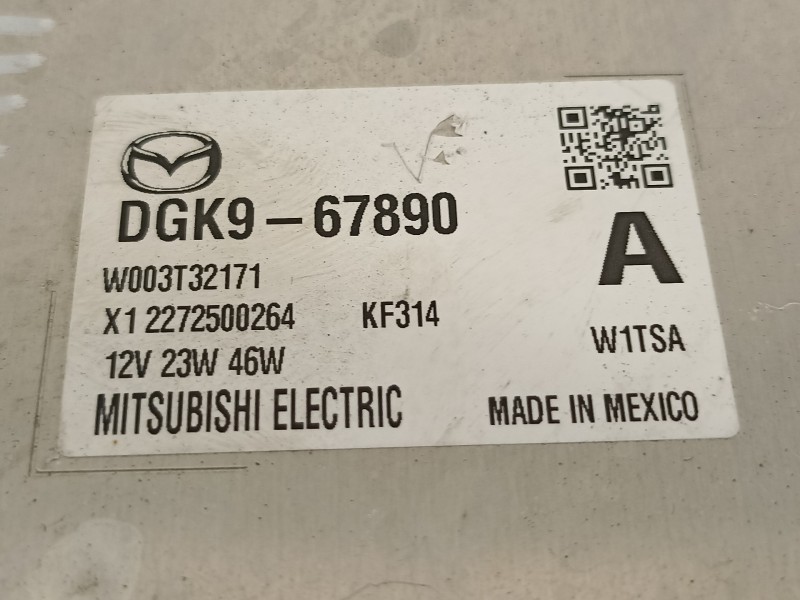 DGK9-67890
A
W003T32171
X1 2272500264 KF314
W1TSA
12V 23W 46W
MITSUBISHI ELECTRIC
MADE IN MEXICO